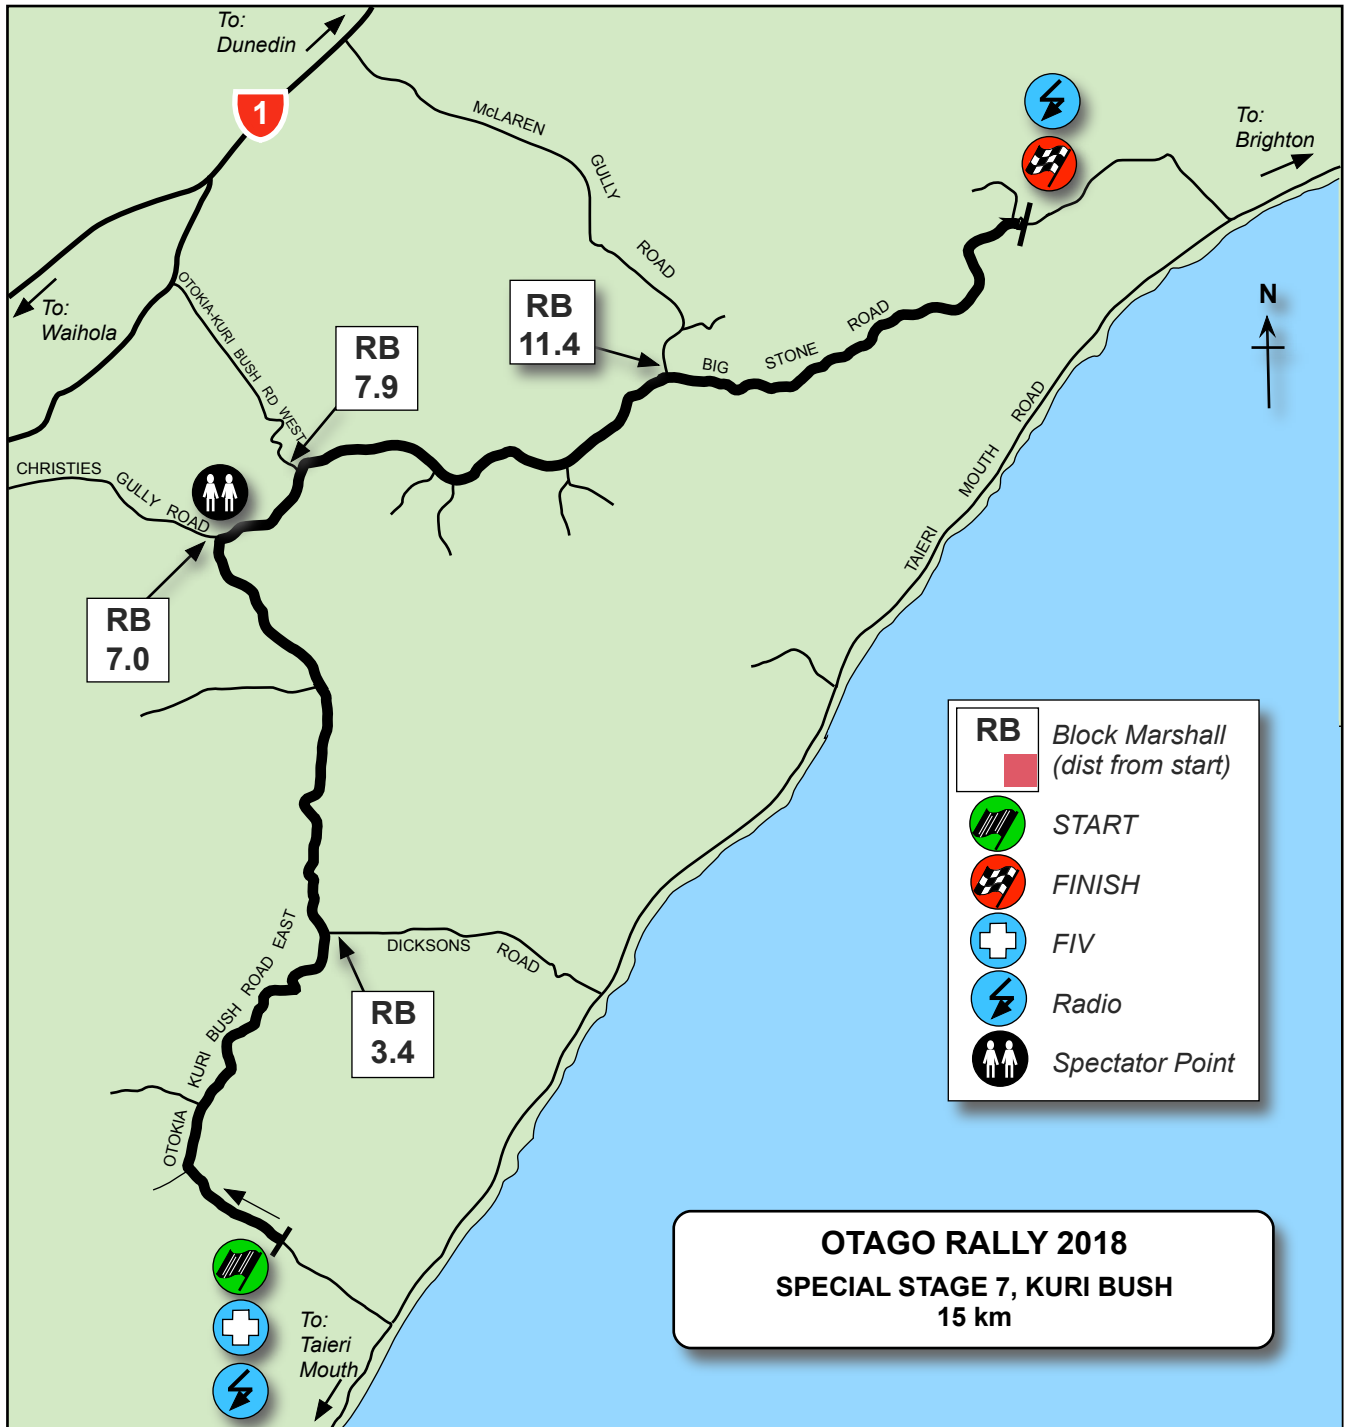 To:
Dunedin
1
McLAREN
GULLY
ROAD
To:
Brighton
To:
Waihola
OTOKIA-KURI BUSH RD WEST
RB
7.9
RB
11.4
BIG STONE ROAD
N
CHRISTIES
GULLY ROAD
RB
7.0
TAIERI MOUTH ROAD
RB
Block Marshall
(dist from start)
START
FINISH
FIV
Radio
Spectator Point
DICKSONS ROAD
RB
3.4
OTOKIA KURI BUSH ROAD EAST
To:
Taieri
Mouth
OTAGO RALLY 2018
SPECIAL STAGE 7, KURI BUSH
15 km